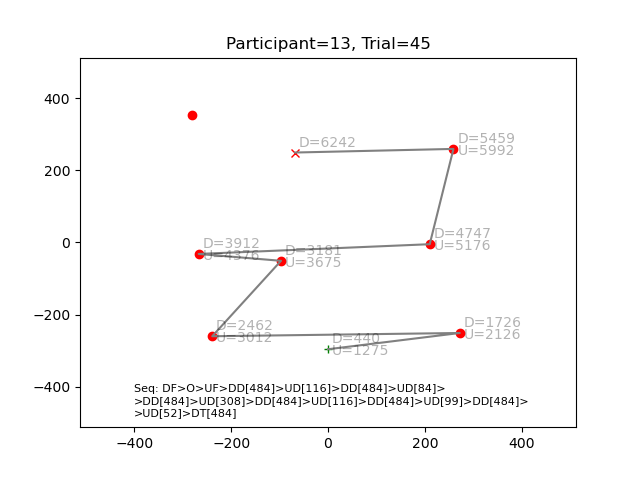 Participant=13, Trial=45
400
200
0
−200
−400
−400
−200
0
200
400
D=6242
D=5459
U=5992
D=4747
U=5176
D=3912
U=4376
D=3181
U=3675
D=2462
U=3012
D=1726
U=2126
D=440
U=1275
Seq: DF>O>UF>DD[484]>UD[116]>DD[484]>UD[84]>
>DD[484]>UD[308]>DD[484]>UD[116]>DD[484]>UD[99]>DD[484]>
>UD[52]>DT[484]